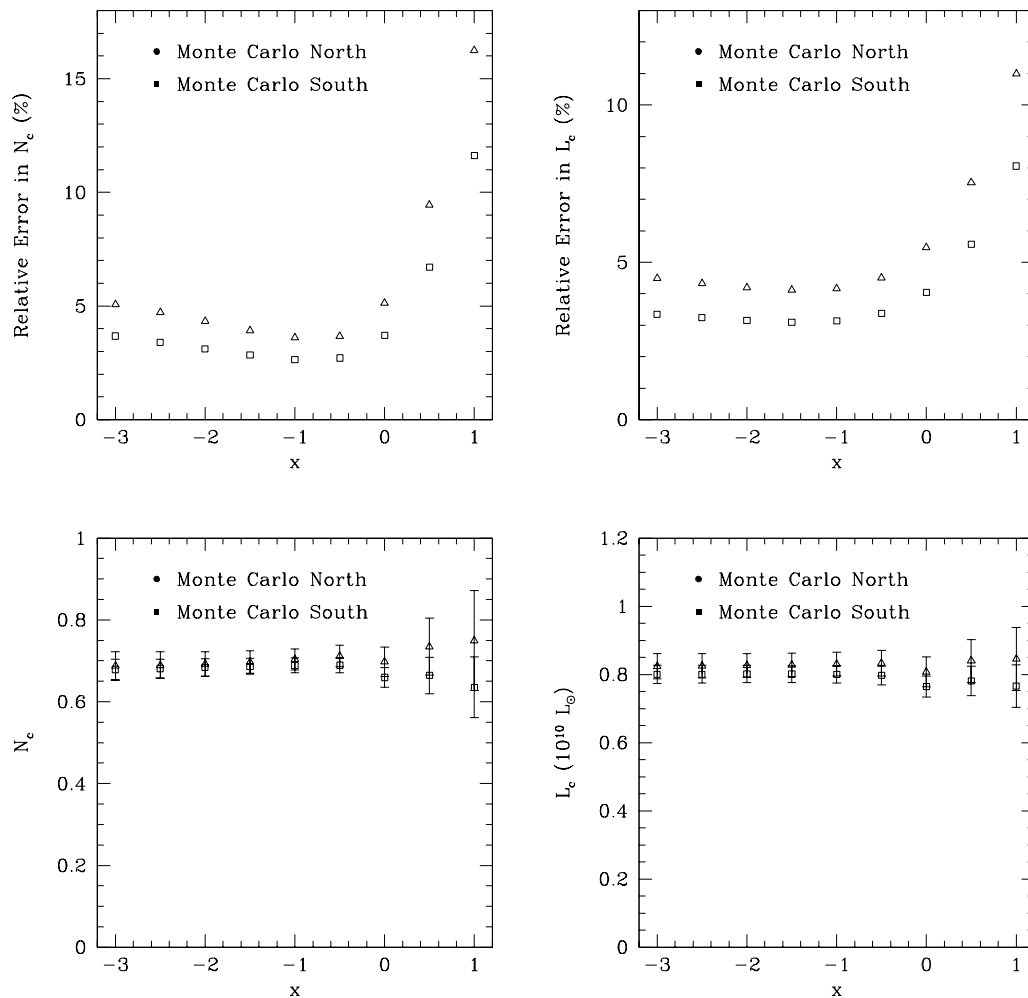 Monte Carlo North
Monte Carlo South
Relative Error in N_c (%)
15
10
5
0
−3 −2 −1 0 1
x
Monte Carlo North
Monte Carlo South
Relative Error in L_c (%)
10
5
0
−3 −2 −1 0 1
x
Monte Carlo North
Monte Carlo South
N_c
1
0.8
0.6
0.4
0.2
0
−3 −2 −1 0 1
x
Monte Carlo North
Monte Carlo South
L_c (10^10 L_⊙)
1.2
1
0.8
0.6
0.4
0.2
0
−3 −2 −1 0 1
x